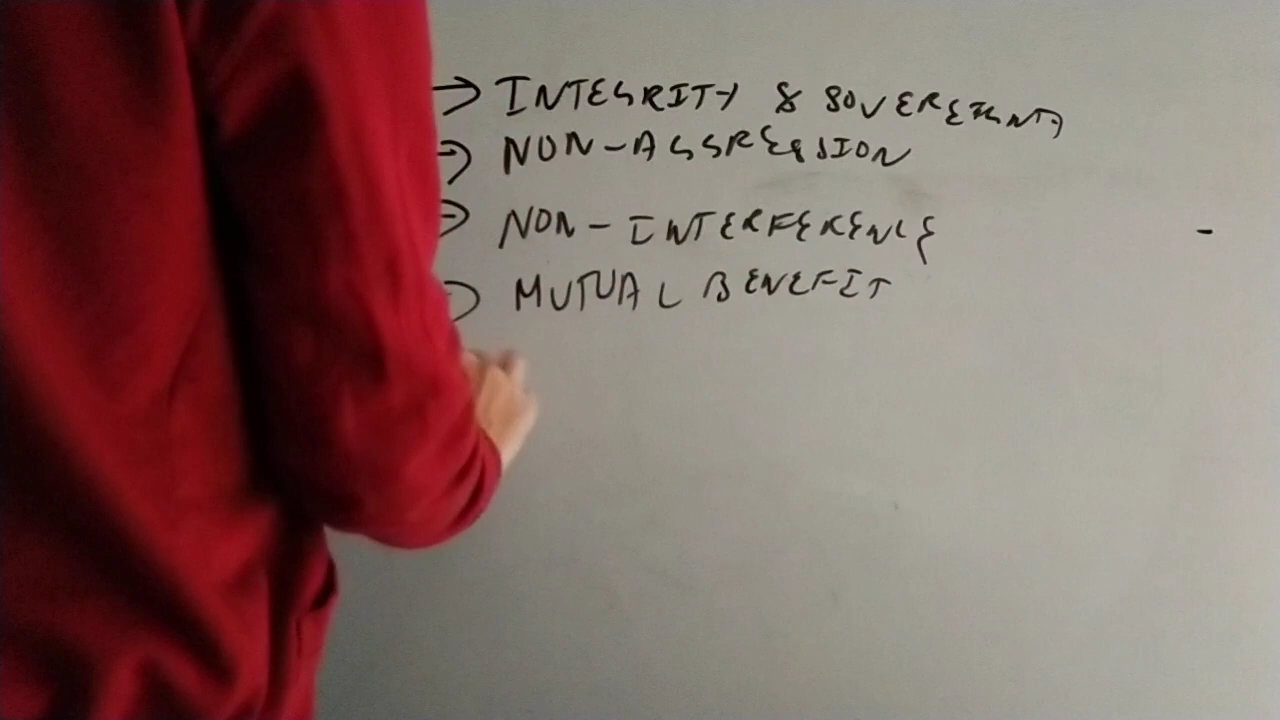 → INTEGRITY & SOVEREIGNTY
→ NON-AGGRESSION
→ NON-INTERFERENCE
→ MUTUAL BENEFIT